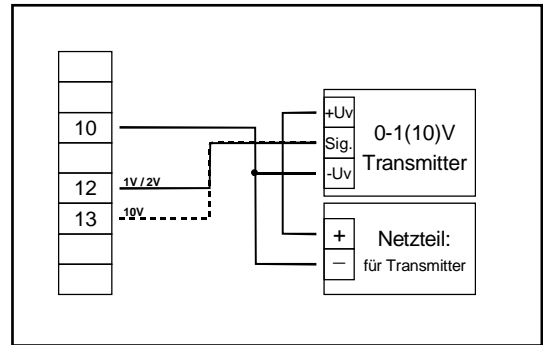 10
12
13
1V / 2V
10V
+Uv
Sig.
-Uv
0-1(10)V
Transmitter
+
−
Netzteil:
für Transmitter